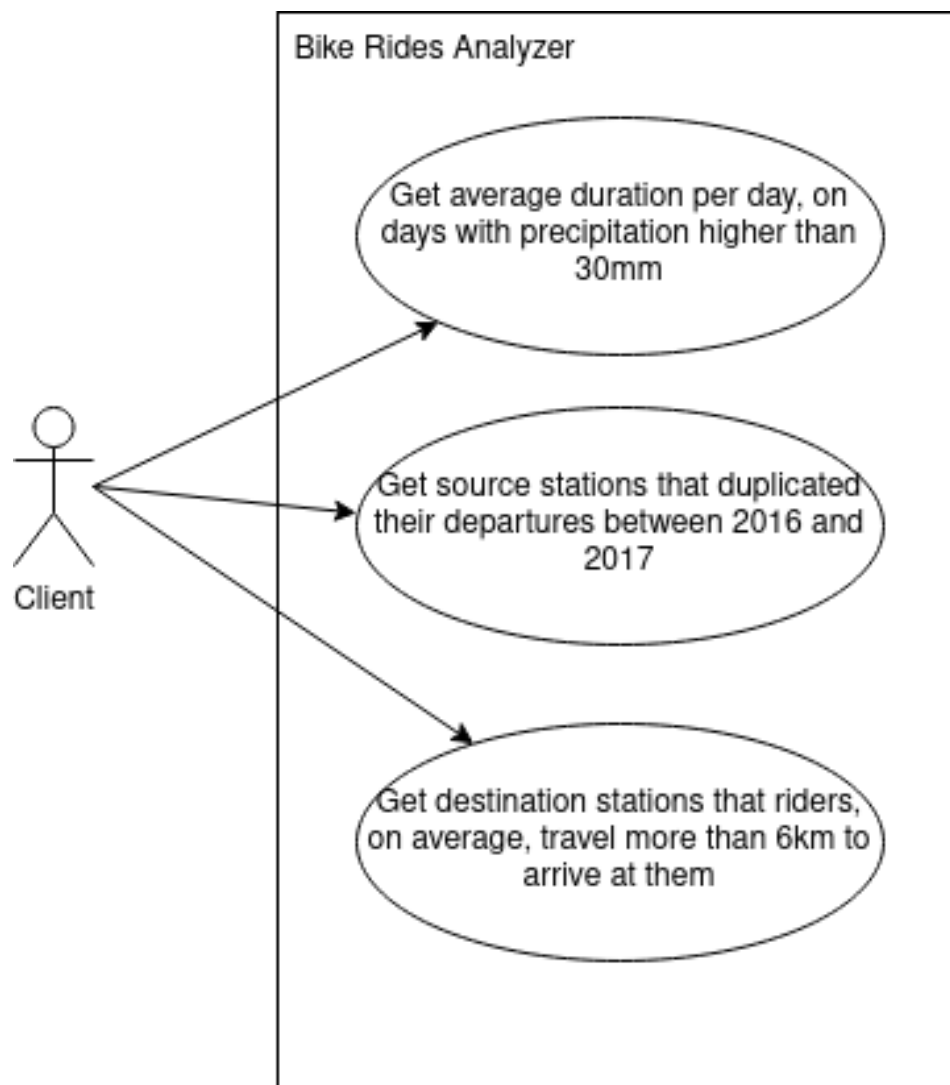 Bike Rides Analyzer
Get average duration per day, on
days with precipitation higher than
30mm
Get source stations that duplicated
their departures between 2016 and
2017
Client
Get destination stations that riders,
on average, travel more than 6km to
arrive at them